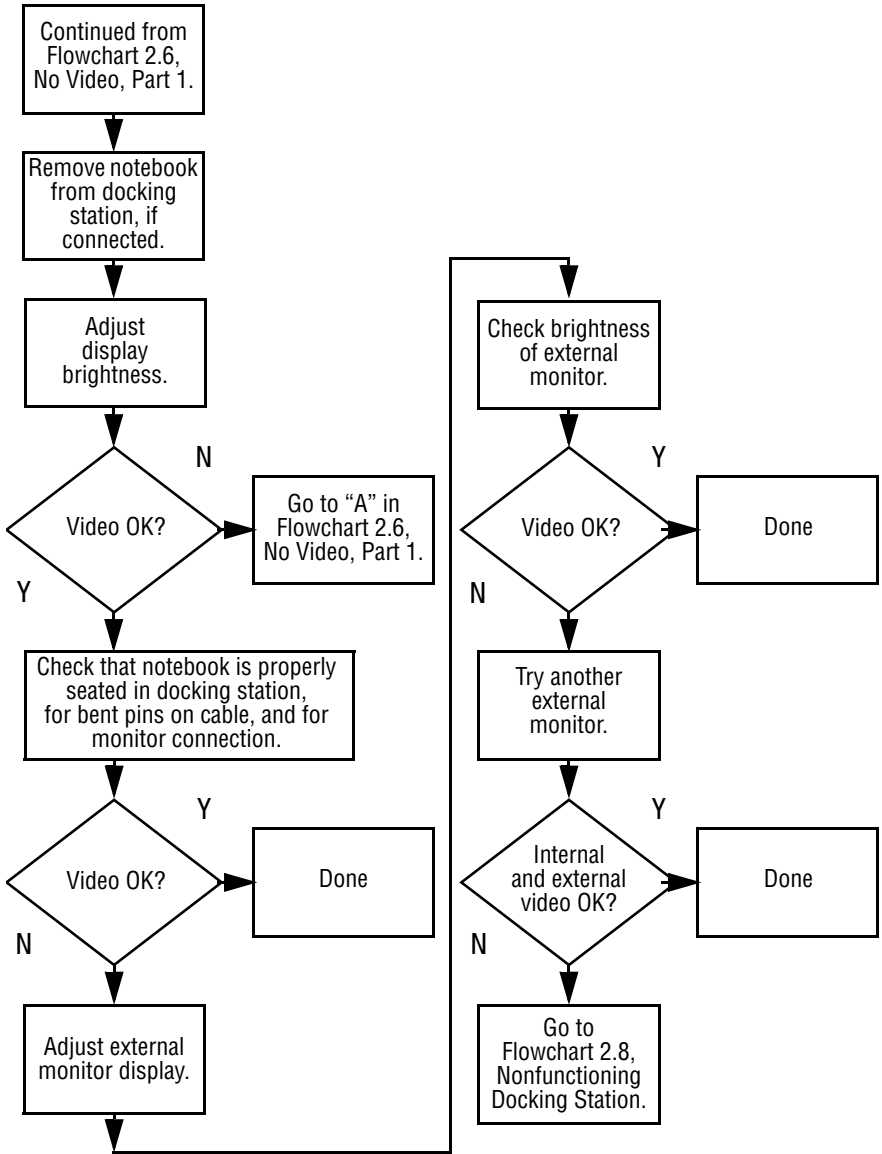 Continued from
Flowchart 2.6,
No Video, Part 1.
Remove notebook
from docking
station, if
connected.
Adjust
display
brightness.
N
Video OK?
Go to “A” in
Flowchart 2.6,
No Video, Part 1.
Y
Check that notebook is properly
seated in docking station,
for bent pins on cable, and for
monitor connection.
Y
Video OK?
Done
N
Adjust external
monitor display.
Check brightness
of external
monitor.
Y
Video OK?
Done
N
Try another
external
monitor.
Y
Internal
and external
video OK?
Done
N
Go to
Flowchart 2.8,
Nonfunctioning
Docking Station.